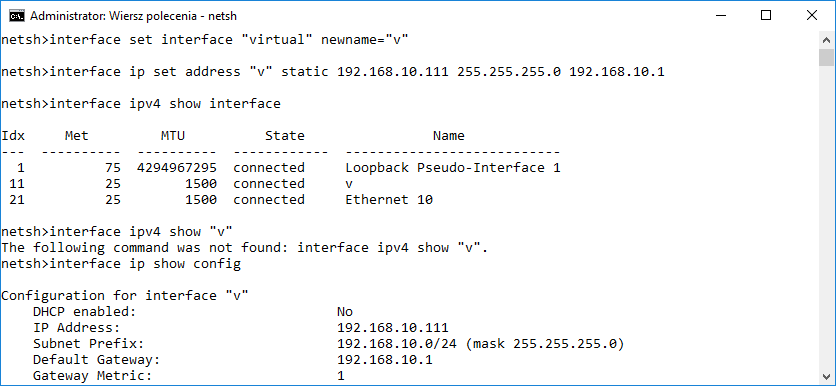 Administrator: Wiersz polecenia - netsh
netsh>interface set interface "virtual" newname="v"
netsh>interface ip set address "v" static 192.168.10.111 255.255.255.0 192.168.10.1
netsh>interface ipv4 show interface
Idx     Met         MTU          State                Name
---  ----------  ----------  ------------  ---------------------------
  1          75  4294967295  connected     Loopback Pseudo-Interface 1
 11          25        1500  connected     v
 21          25        1500  connected     Ethernet 10
netsh>interface ipv4 show "v"
The following command was not found: interface ipv4 show "v".
netsh>interface ip show config
Configuration for interface "v"
    DHCP enabled:                         No
    IP Address:                           192.168.10.111
    Subnet Prefix:                        192.168.10.0/24 (mask 255.255.255.0)
    Default Gateway:                      192.168.10.1
    Gateway Metric:                       1